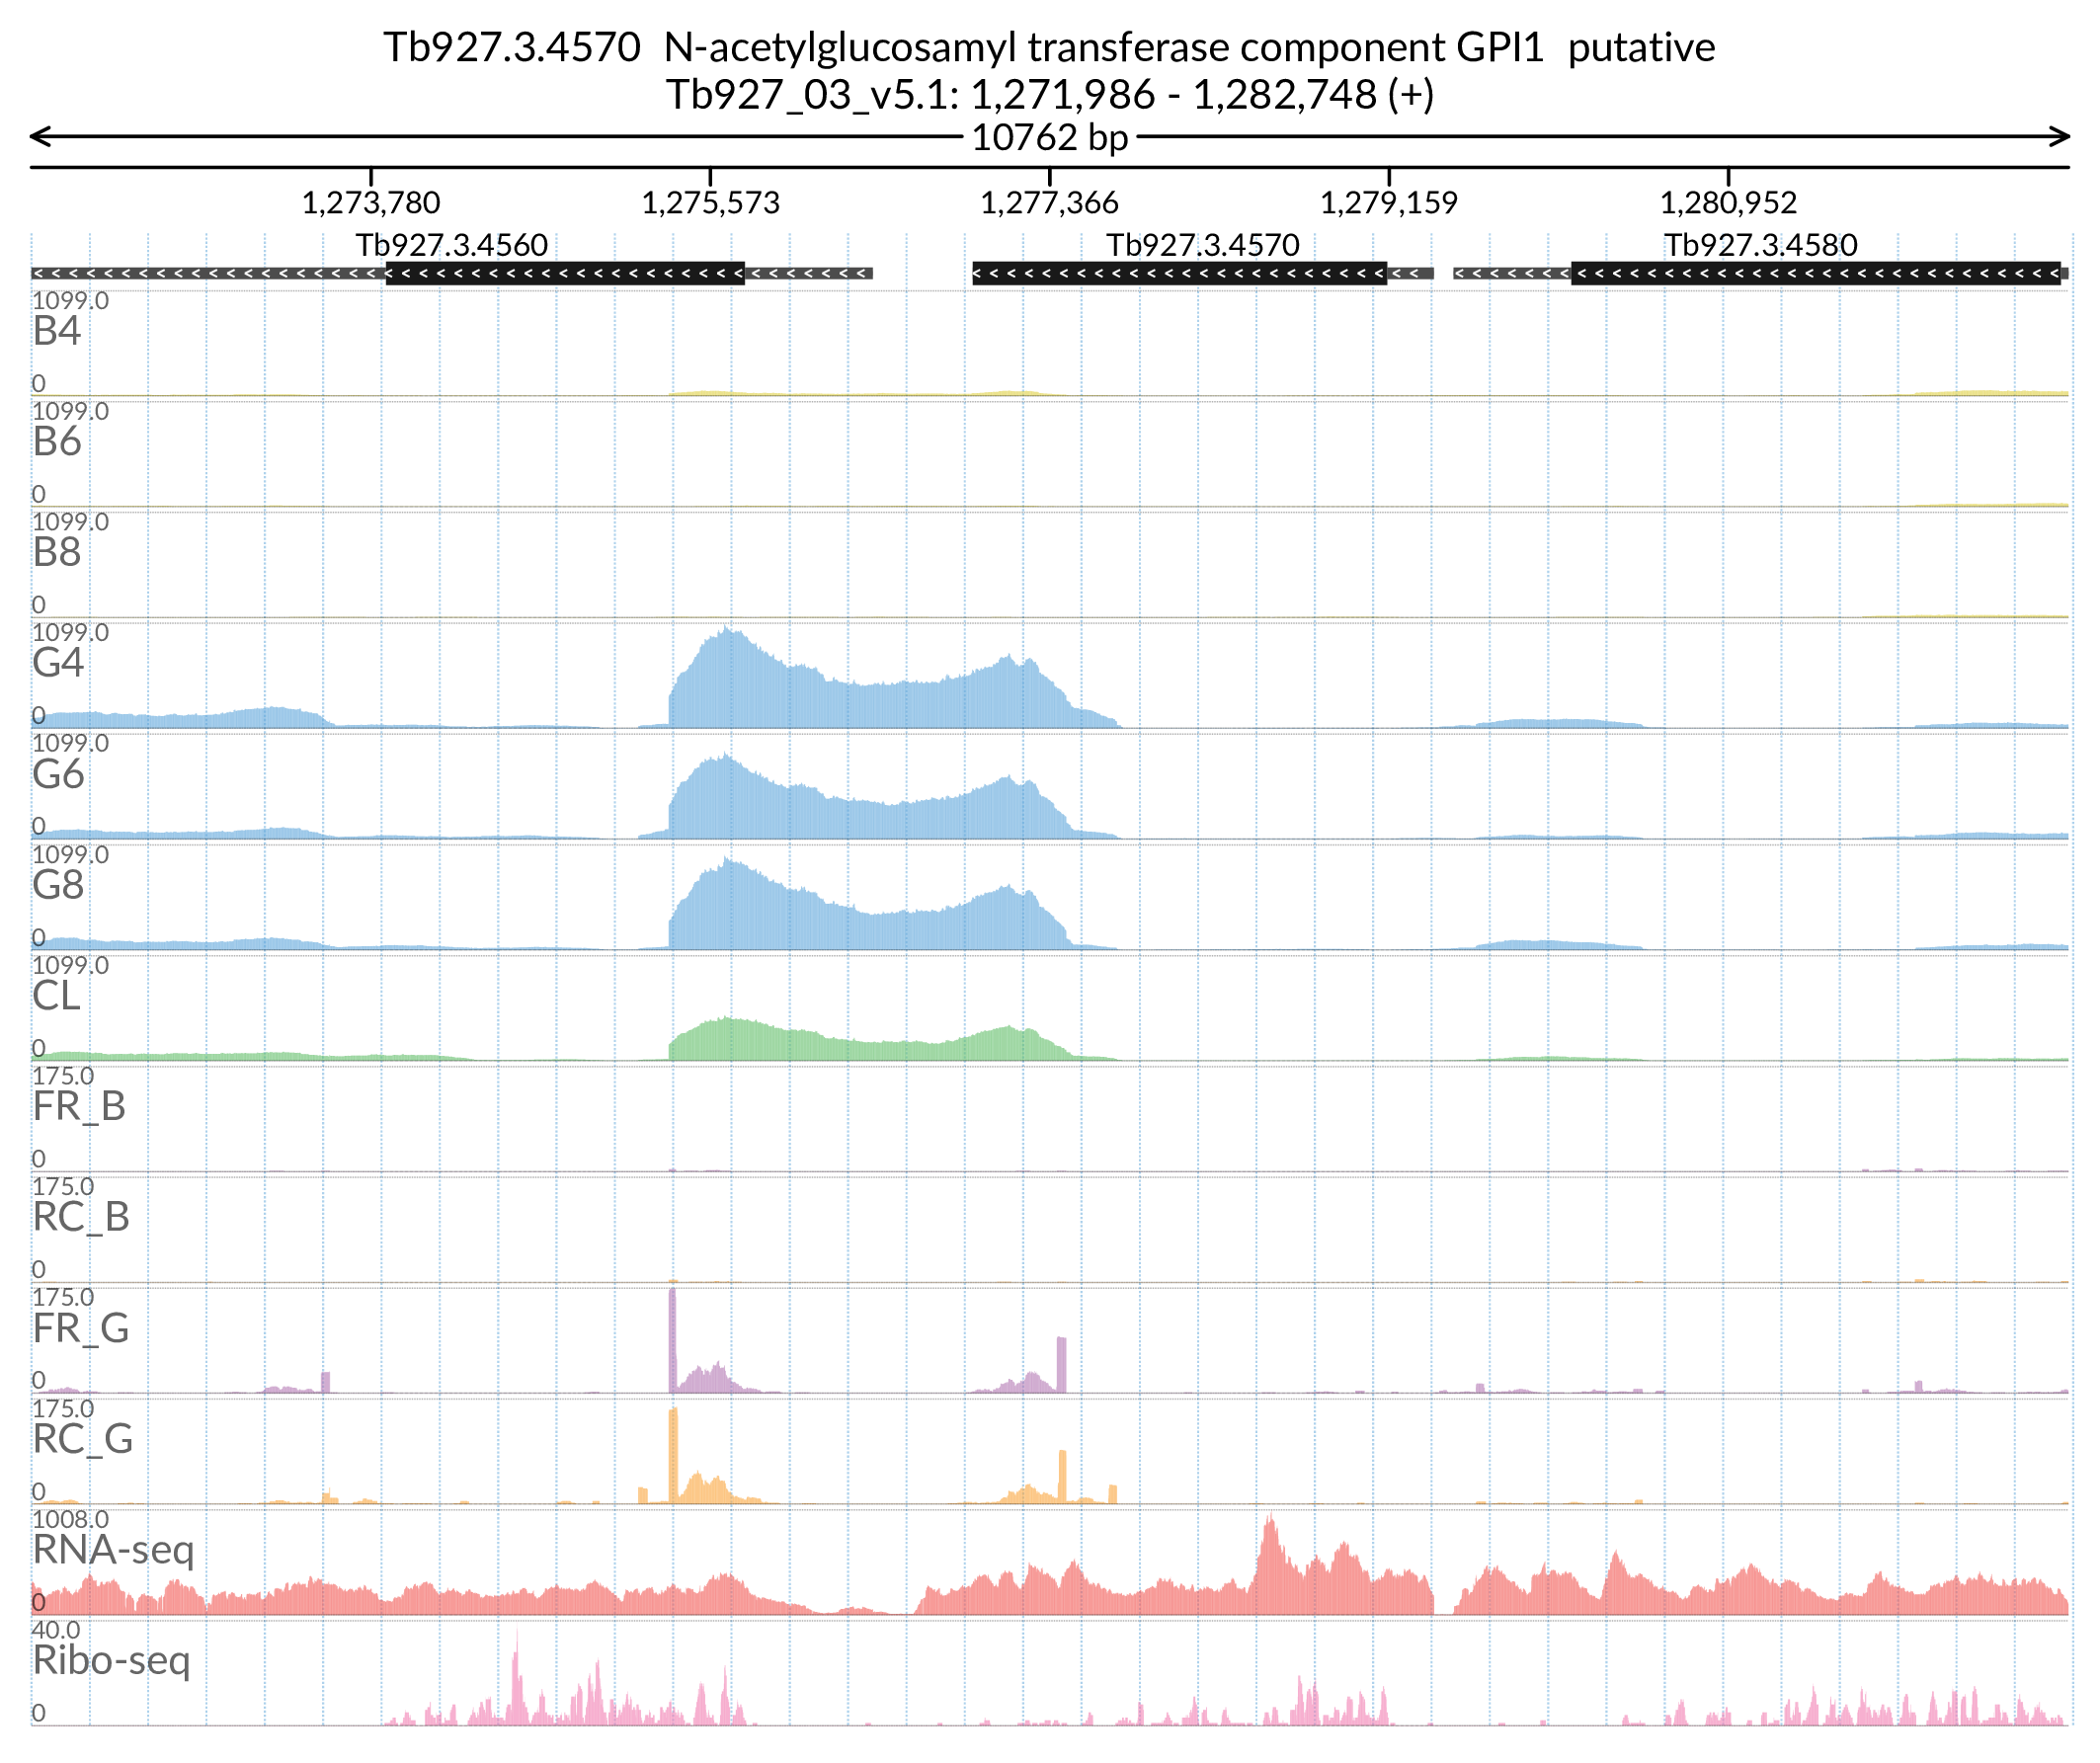 Tb927.3.4570  N-acetylglucosamyl transferase component GPI1  putative
Tb927_03_v5.1: 1,271,986 - 1,282,748 (+)
10762 bp
1,273,780 1,275,573 1,277,366 1,279,159 1,280,952
Tb927.3.4560 Tb927.3.4570 Tb927.3.4580
1099.0
B4
0
1099.0
B6
0
1099.0
B8
0
1099.0
G4
0
1099.0
G6
0
1099.0
G8
0
1099.0
CL
0
175.0
FR_B
0
175.0
RC_B
0
175.0
FR_G
0
175.0
RC_G
0
1008.0
RNA-seq
0
40.0
Ribo-seq
0